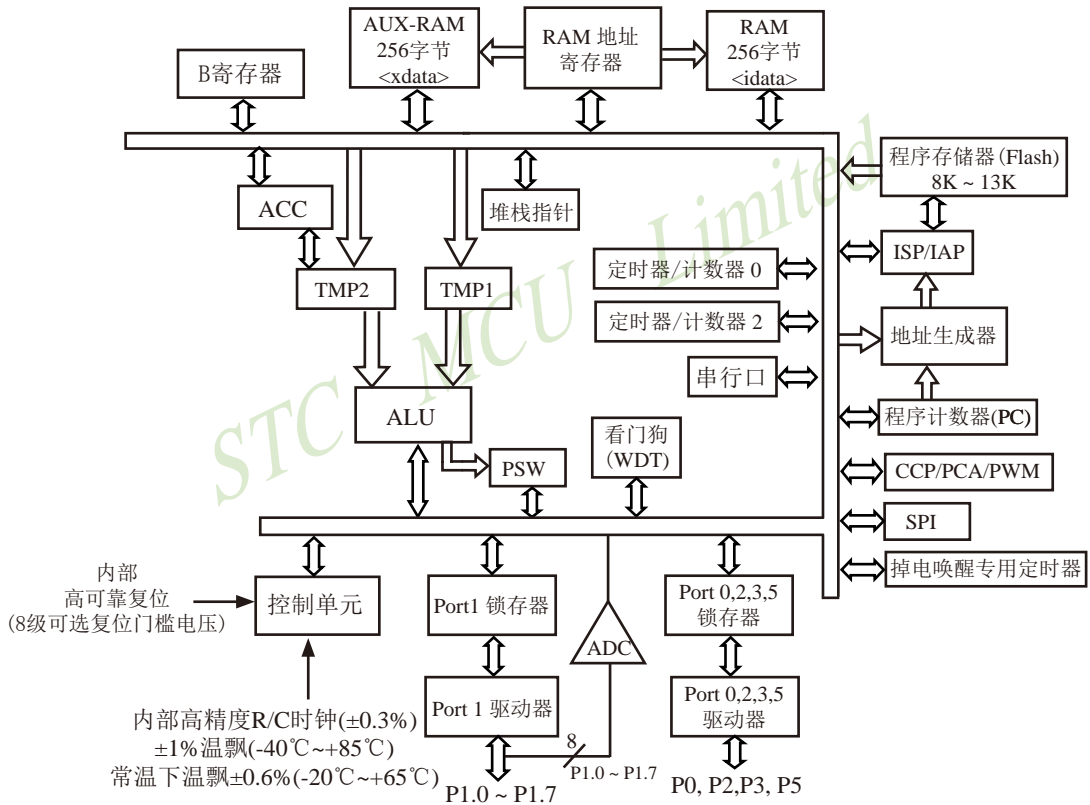 AUX-RAM
256字节
<xdata>
RAM 地址
寄存器
RAM
256字节
<idata>
B寄存器
程序存储器(Flash)
8K ~ 13K
ACC
堆栈指针
ISP/IAP
定时器/计数器 0
TMP2
TMP1
定时器/计数器 2
地址生成器
串行口
ALU
程序计数器(PC)
看门狗
(WDT)
PSW
CCP/PCA/PWM
SPI
掉电唤醒专用定时器
STC MCU Limited
内部
高可靠复位
(8级可选复位门槛电压)
控制单元
Port1 锁存器
ADC
Port 0,2,3,5
锁存器
Port 1 驱动器
Port 0,2,3,5
驱动器
内部高精度R/C时钟(±0.3%)
±1%温飘(-40℃~+85℃)
常温下温飘±0.6%(-20℃~+65℃)
8
P1.0 ~ P1.7
P1.0 ~ P1.7
P0, P2,P3, P5